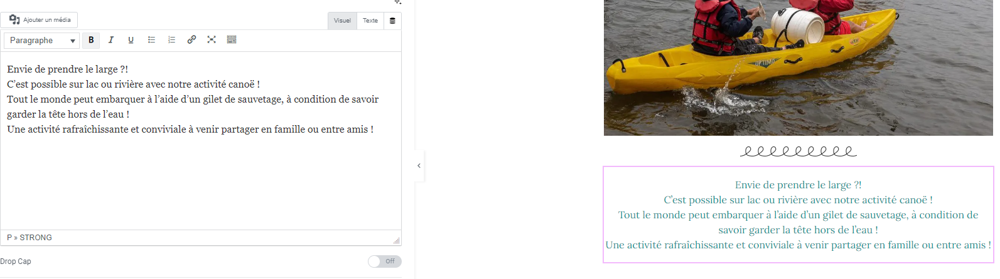 Ajouter un média
Visuel
Texte
Paragraphe
B
I
U
Envie de prendre le large ?!
C’est possible sur lac ou rivière avec notre activité canoë !
Tout le monde peut embarquer à l’aide d’un gilet de sauvetage, à condition de savoir
garder la tête hors de l’eau !
Une activité rafraîchissante et conviviale à venir partager en famille ou entre amis !
P » STRONG
Drop Cap
Off
OPTIMO
Envie de prendre le large ?!
C’est possible sur lac ou rivière avec notre activité canoë !
Tout le monde peut embarquer à l’aide d’un gilet de sauvetage, à condition de
savoir garder la tête hors de l’eau !
Une activité rafraîchissante et conviviale à venir partager en famille ou entre amis !